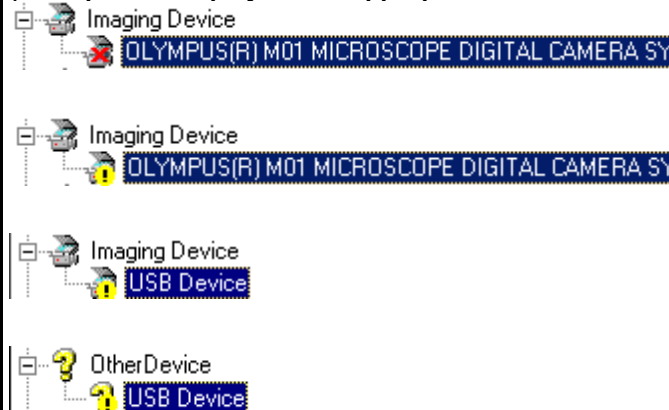 Imaging Device
OLYMPUS(R) M01 MICROSCOPE DIGITAL CAMERA SY
Imaging Device
OLYMPUS(R) M01 MICROSCOPE DIGITAL CAMERA SY
Imaging Device
USB Device
OtherDevice
USB Device